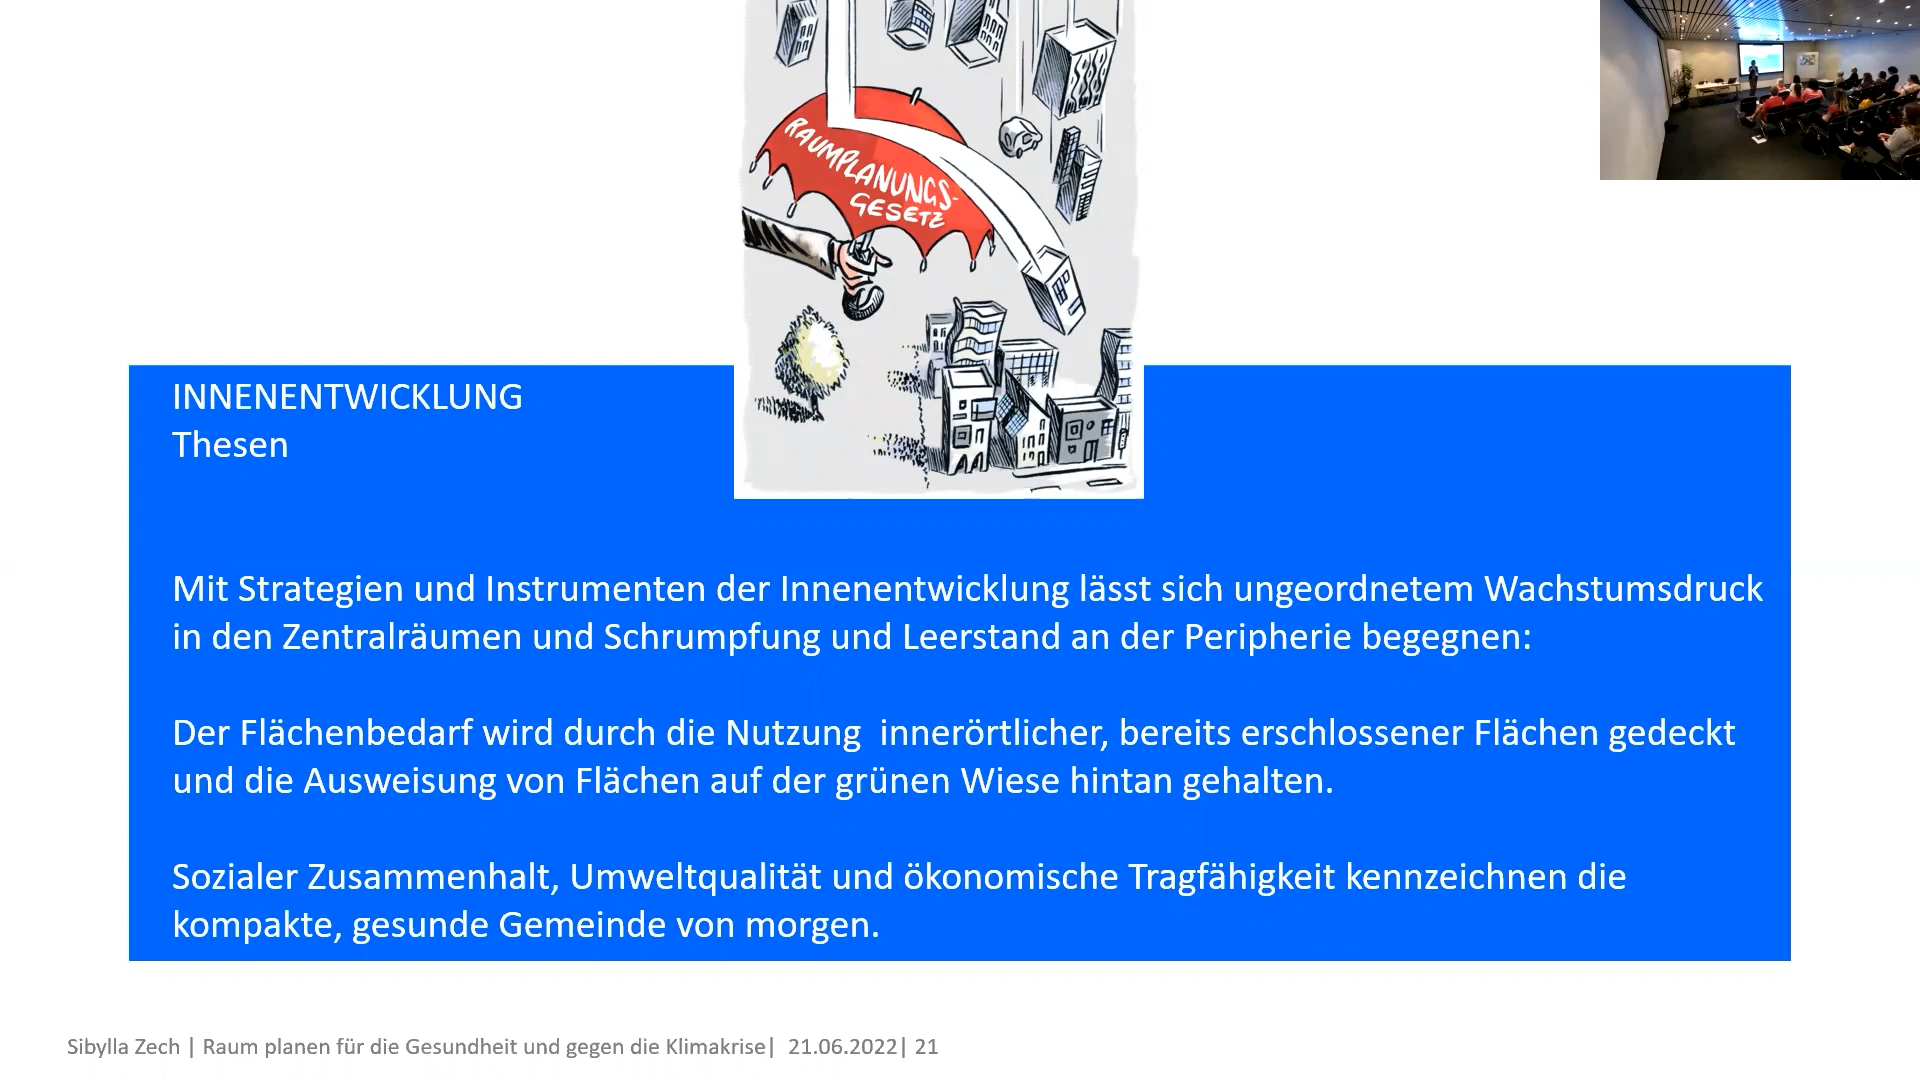 RAUMPLANUNGS-
GESETZ
INNENENTWICKLUNG
Thesen
Mit Strategien und Instrumenten der Innenentwicklung lässt sich ungeordnetem Wachstumsdruck
in den Zentralräumen und Schrumpfung und Leerstand an der Peripherie begegnen:
Der Flächenbedarf wird durch die Nutzung  innerörtlicher, bereits erschlossener Flächen gedeckt
und die Ausweisung von Flächen auf der grünen Wiese hintan gehalten.
Sozialer Zusammenhalt, Umweltqualität und ökonomische Tragfähigkeit kennzeichnen die
kompakte, gesunde Gemeinde von morgen.
Sibylla Zech | Raum planen für die Gesundheit und gegen die Klimakrise|  21.06.2022| 21